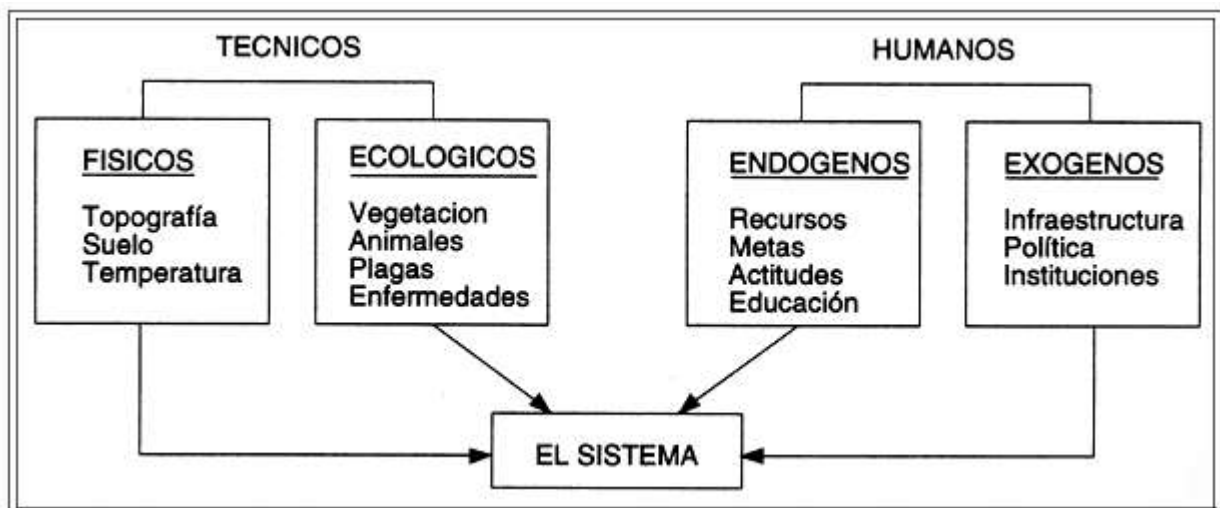 TECNICOS
HUMANOS
FISICOS
Topografía
Suelo
Temperatura
ECOLOGICOS
Vegetacion
Animales
Plagas
Enfermedades
ENDOGENOS
Recursos
Metas
Actitudes
Educación
EXOGENOS
Infraestructura
Política
Instituciones
EL SISTEMA